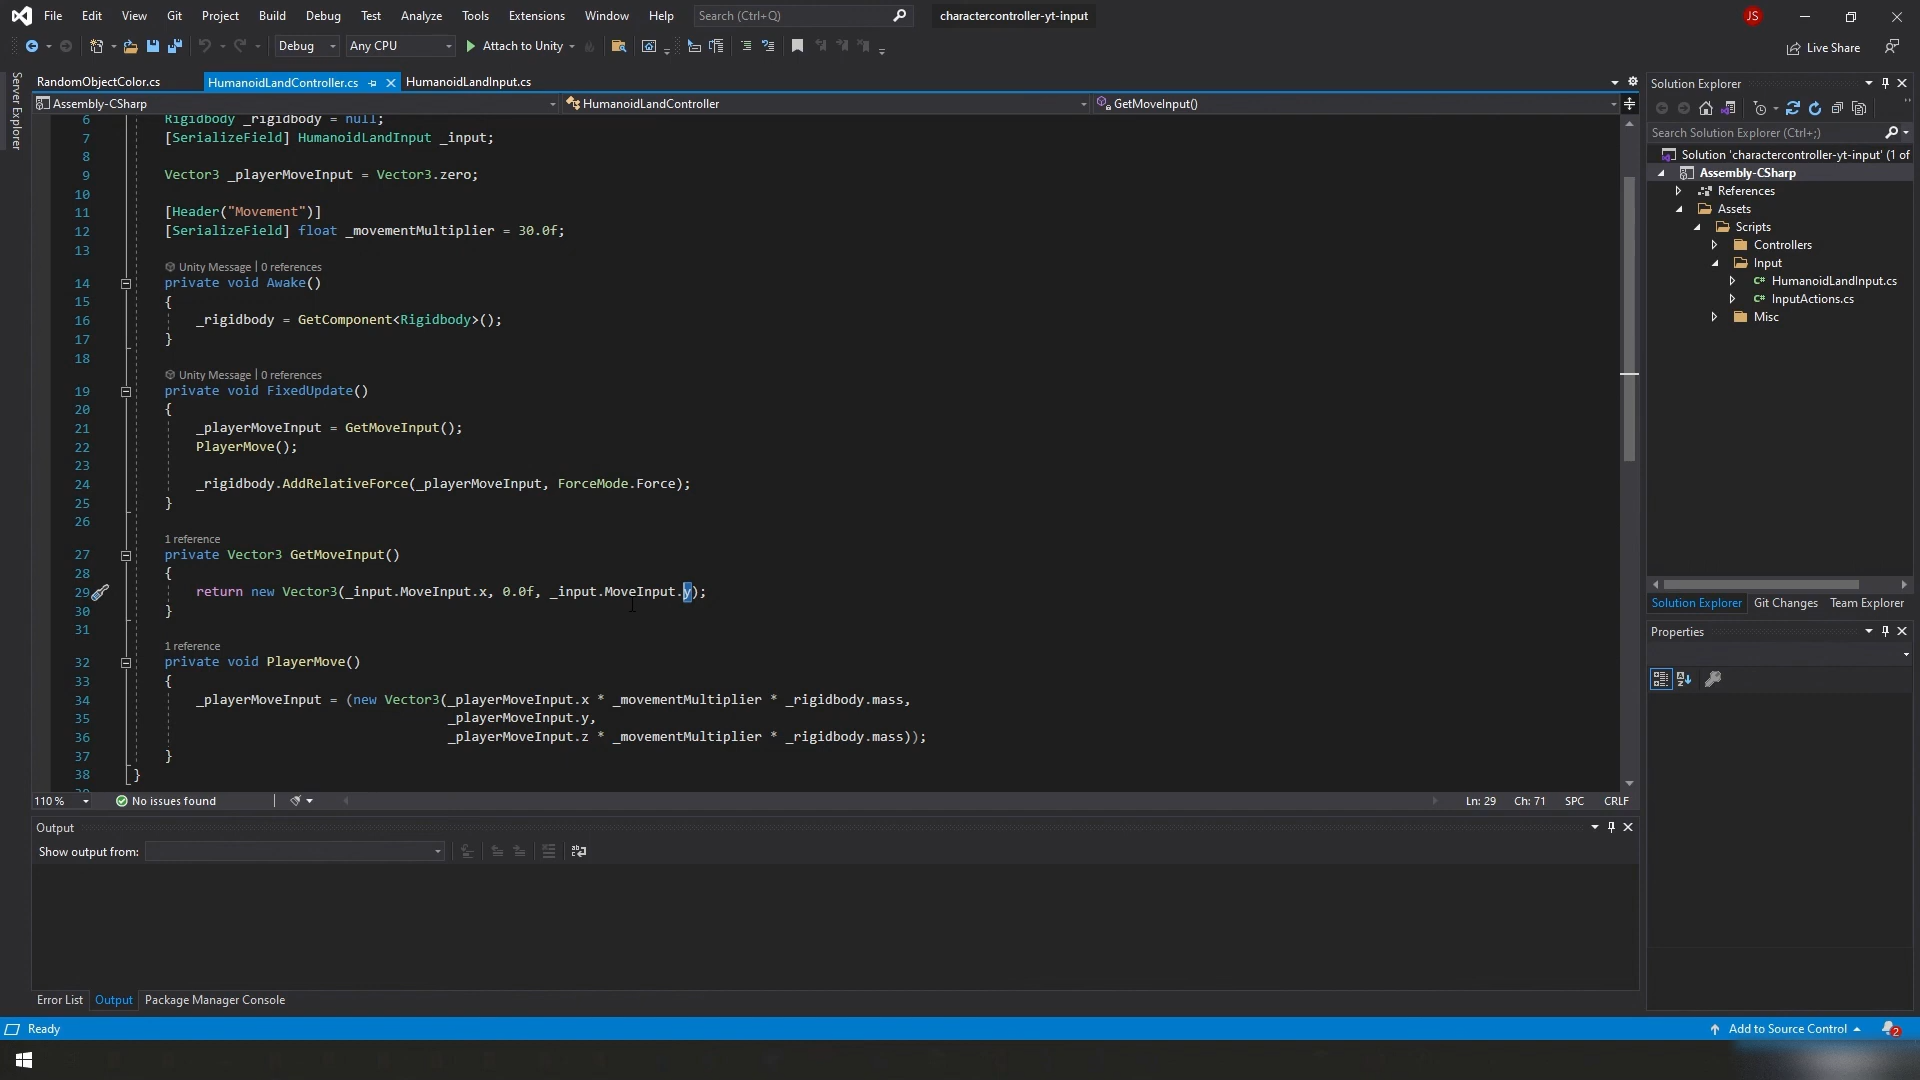 File Edit View Git Project Build Debug Test Analyze Tools Extensions Window Help Search (Ctrl+Q) charactercontroller-yt-input JS
Debug Any CPU Attach to Unity Live Share
Server Explorer
RandomObjectColor.cs HumanoidLandController.cs HumanoidLandInput.cs
Assembly-CSharp HumanoidLandController GetMoveInput()
6 Rigidbody _rigidbody = null;
7 [SerializeField] HumanoidLandInput _input;
8
9 Vector3 _playerMoveInput = Vector3.zero;
10
11 [Header("Movement")]
12 [SerializeField] float _movementMultiplier = 30.0f;
13
Unity Message | 0 references
14 private void Awake()
15 {
16 _rigidbody = GetComponent<Rigidbody>();
17 }
18
Unity Message | 0 references
19 private void FixedUpdate()
20 {
21 _playerMoveInput = GetMoveInput();
22 PlayerMove();
23
24 _rigidbody.AddRelativeForce(_playerMoveInput, ForceMode.Force);
25 }
26
1 reference
27 private Vector3 GetMoveInput()
28 {
29 return new Vector3(_input.MoveInput.x, 0.0f, _input.MoveInput.y);
30 }
31
1 reference
32 private void PlayerMove()
33 {
34 _playerMoveInput = (new Vector3(_playerMoveInput.x * _movementMultiplier * _rigidbody.mass,
35 _playerMoveInput.y,
36 _playerMoveInput.z * _movementMultiplier * _rigidbody.mass));
37 }
38 }
110 % No issues found Ln: 29 Ch: 71 SPC CRLF
Output
Show output from:
Error List Output Package Manager Console
Solution Explorer
Search Solution Explorer (Ctrl+;)
Solution 'charactercontroller-yt-input' (1 of
Assembly-CSharp
References
Assets
Scripts
Controllers
Input
C# HumanoidLandInput.cs
C# InputActions.cs
Misc
Solution Explorer Git Changes Team Explorer
Properties
Ready Add to Source Control 2